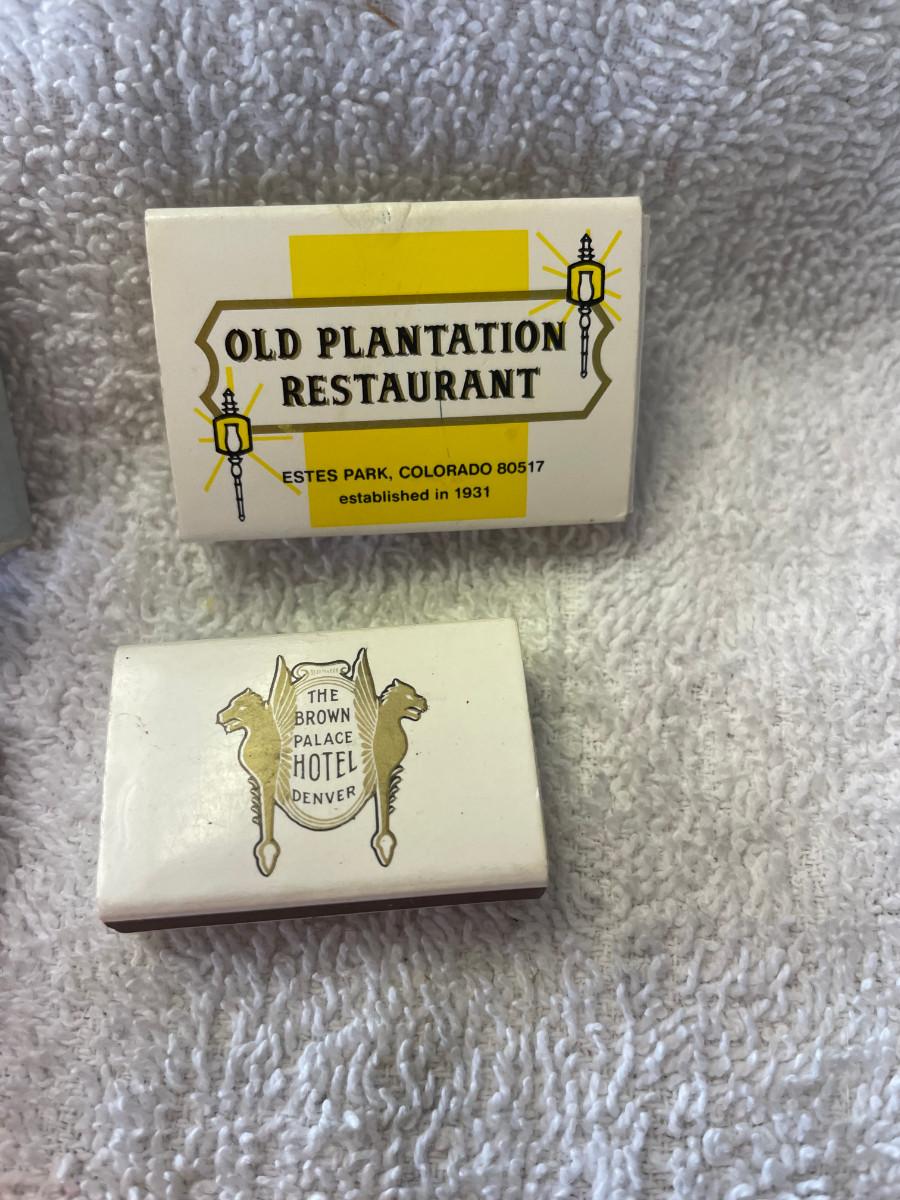 OLD PLANTATION
RESTAURANT
ESTES PARK, COLORADO 80517
established in 1931
THE
BROWN
PALACE
HOTEL
DENVER